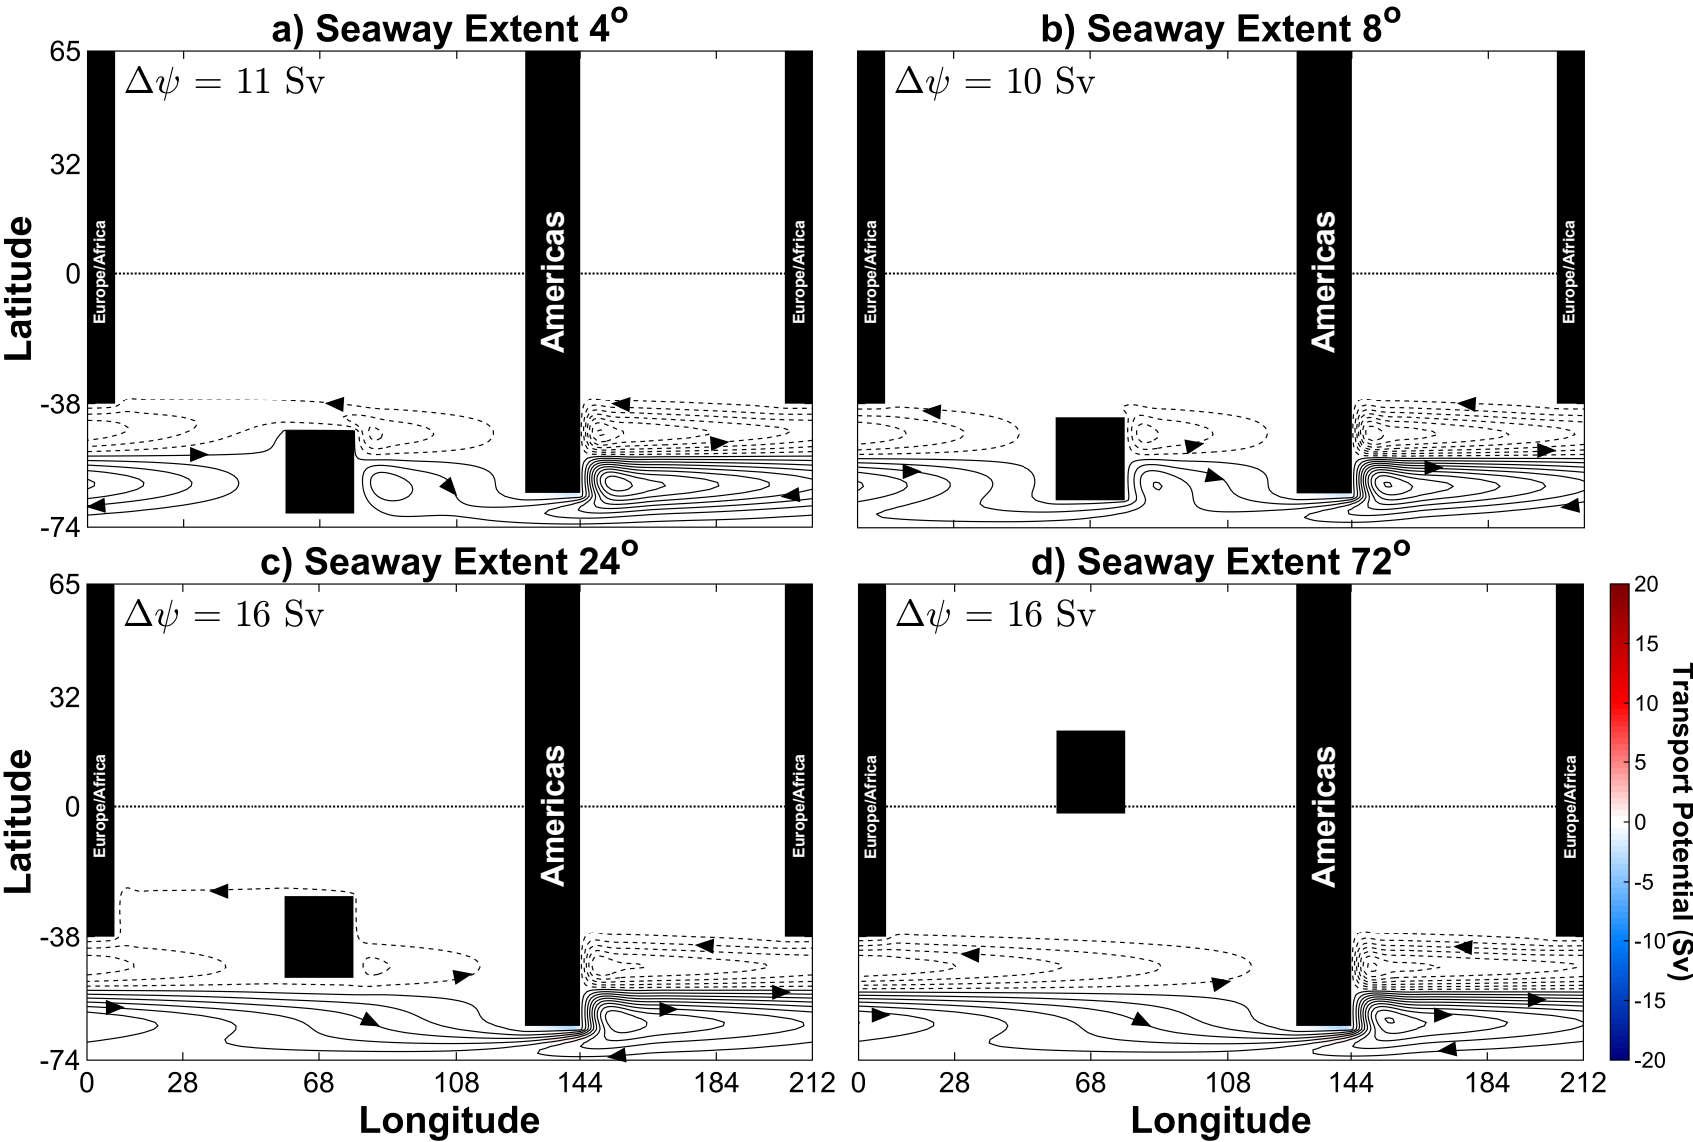 a) Seaway Extent 4°
b) Seaway Extent 8°
65
Δψ = 11 Sv
Δψ = 10 Sv
32
Latitude
0
Europe/Africa
Americas
Europe/Africa
Europe/Africa
Americas
Europe/Africa
-38
-74
c) Seaway Extent 24°
d) Seaway Extent 72°
65
Δψ = 16 Sv
Δψ = 16 Sv
32
Latitude
0
Europe/Africa
Americas
Europe/Africa
Europe/Africa
Americas
Europe/Africa
-38
-74
0 28 68 108 144 184 212
0 28 68 108 144 184 212
Longitude
Longitude
20
15
10
5
0
-5
-10
-15
-20
Transport Potential (Sv)